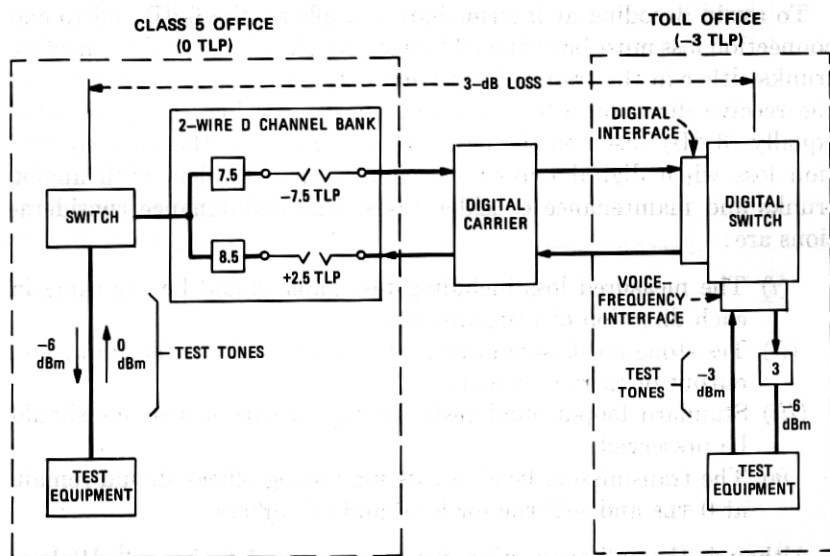 CLASS 5 OFFICE
(0 TLP)
TOLL OFFICE
(−3 TLP)
3-dB LOSS
2-WIRE D CHANNEL BANK
7.5
−7.5 TLP
8.5
+2.5 TLP
SWITCH
DIGITAL
CARRIER
DIGITAL
INTERFACE
DIGITAL
SWITCH
VOICE-
FREQUENCY
INTERFACE
−6
dBm
0
dBm
TEST TONES
TEST
TONES
−3
dBm
3
−6
dBm
TEST
EQUIPMENT
TEST
EQUIPMENT